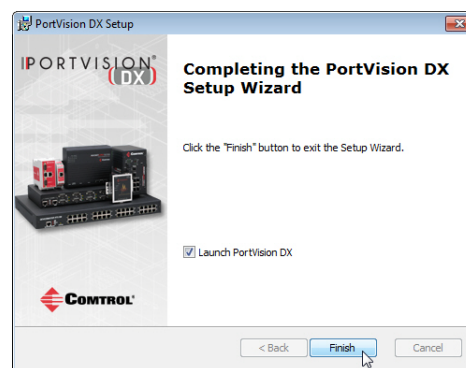 PortVision DX Setup
PORTVISION®
(DX)
Completing the PortVision DX
Setup Wizard
Click the "Finish" button to exit the Setup Wizard.
Launch PortVision DX
COMTROL®
< Back
Finish
Cancel